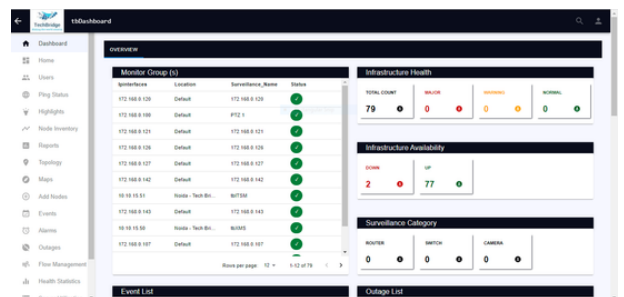 TechBridge tbDashboard
Dashboard
Home
Users
Ping Status
Highlights
Node Inventory
Reports
Topology
Maps
Add Nodes
Events
Alarms
Outages
Flow Management
Health Statistics
OVERVIEW
Monitor Group (s)
Ipinterfaces Location Surveillance_Name Status
172.168.0.120 Default 172.168.0.120
172.168.0.108 Default PTZ 1
172.168.0.121 Default 172.168.0.121
172.168.0.126 Default 172.168.0.126
172.168.0.127 Default 172.168.0.127
172.168.0.142 Default 172.168.0.142
10.10.15.51 Noida - Tech Bri... tbITSM
172.168.0.143 Default 172.168.0.143
10.10.15.50 Noida - Tech Bri... tbXMS
172.168.0.107 Default 172.168.0.107
Rows per page: 12 1-12 of 79
Event List
Infrastructure Health
TOTAL COUNT MAJOR WARNING NORMAL
79 0 0 0
Infrastructure Availability
DOWN UP
2 77
Surveillance Category
ROUTER SWITCH CAMERA
0 0 0
Outage List